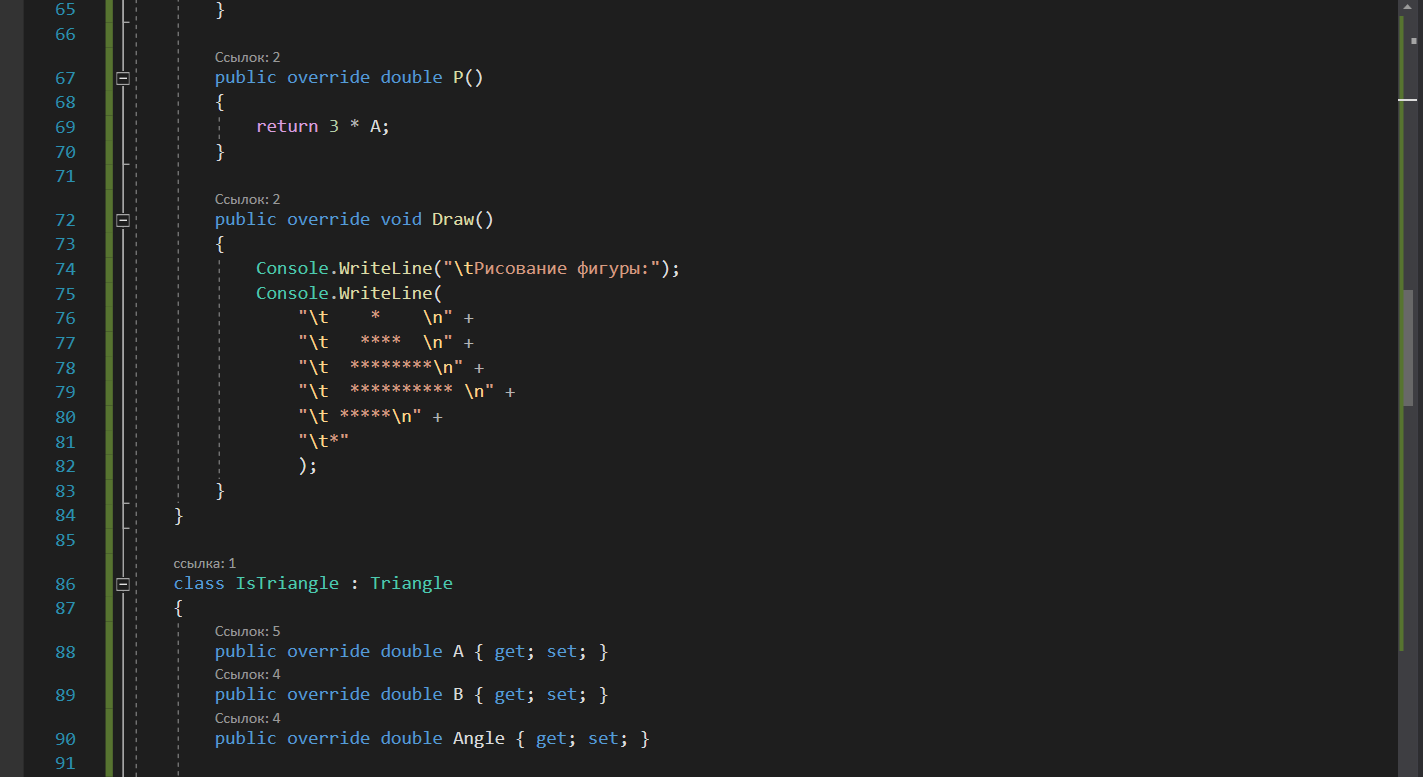 65 }
66
Ссылок: 2
67 public override double P()
68 {
69 return 3 * A;
70 }
71
Ссылок: 2
72 public override void Draw()
73 {
74 Console.WriteLine("\tРисование фигуры:");
75 Console.WriteLine(
76 "\t    *    \n" +
77 "\t   ****  \n" +
78 "\t  ********\n" +
79 "\t  ********** \n" +
80 "\t *****\n" +
81 "\t*"
82 );
83 }
84 }
85
ссылка: 1
86 class IsTriangle : Triangle
87 {
Ссылок: 5
88 public override double A { get; set; }
Ссылок: 4
89 public override double B { get; set; }
Ссылок: 4
90 public override double Angle { get; set; }
91